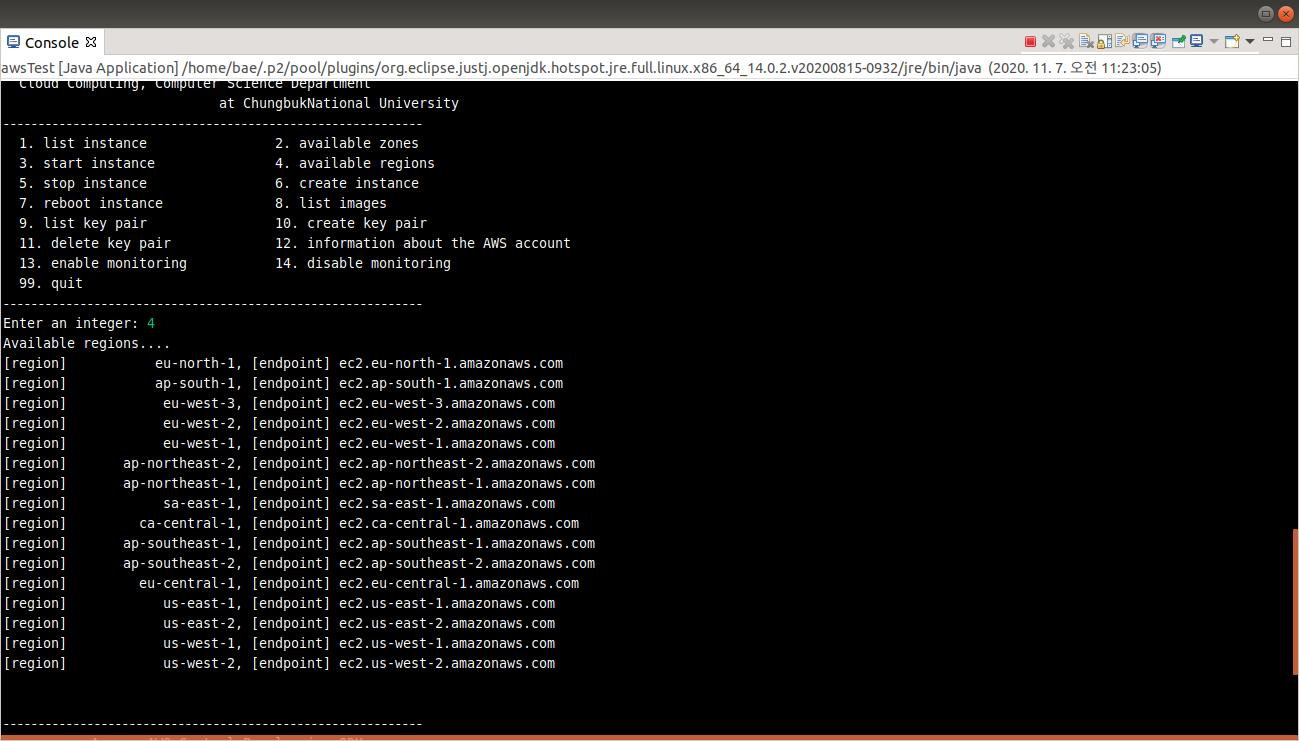 Console
awsTest [Java Application] /home/bae/.p2/pool/plugins/org.eclipse.justj.openjdk.hotspot.jre.full.linux.x86_64_14.0.2.v20200815-0932/jre/bin/java (2020. 11. 7. 오전 11:23:05)
Cloud Computing, Computer Science Department
at ChungbukNational University
------------------------------------------------------------
1. list instance 2. available zones
3. start instance 4. available regions
5. stop instance 6. create instance
7. reboot instance 8. list images
9. list key pair 10. create key pair
11. delete key pair 12. information about the AWS account
13. enable monitoring 14. disable monitoring
99. quit
------------------------------------------------------------
Enter an integer: 4
Available regions....
[region] eu-north-1, [endpoint] ec2.eu-north-1.amazonaws.com
[region] ap-south-1, [endpoint] ec2.ap-south-1.amazonaws.com
[region] eu-west-3, [endpoint] ec2.eu-west-3.amazonaws.com
[region] eu-west-2, [endpoint] ec2.eu-west-2.amazonaws.com
[region] eu-west-1, [endpoint] ec2.eu-west-1.amazonaws.com
[region] ap-northeast-2, [endpoint] ec2.ap-northeast-2.amazonaws.com
[region] ap-northeast-1, [endpoint] ec2.ap-northeast-1.amazonaws.com
[region] sa-east-1, [endpoint] ec2.sa-east-1.amazonaws.com
[region] ca-central-1, [endpoint] ec2.ca-central-1.amazonaws.com
[region] ap-southeast-1, [endpoint] ec2.ap-southeast-1.amazonaws.com
[region] ap-southeast-2, [endpoint] ec2.ap-southeast-2.amazonaws.com
[region] eu-central-1, [endpoint] ec2.eu-central-1.amazonaws.com
[region] us-east-1, [endpoint] ec2.us-east-1.amazonaws.com
[region] us-east-2, [endpoint] ec2.us-east-2.amazonaws.com
[region] us-west-1, [endpoint] ec2.us-west-1.amazonaws.com
[region] us-west-2, [endpoint] ec2.us-west-2.amazonaws.com
------------------------------------------------------------